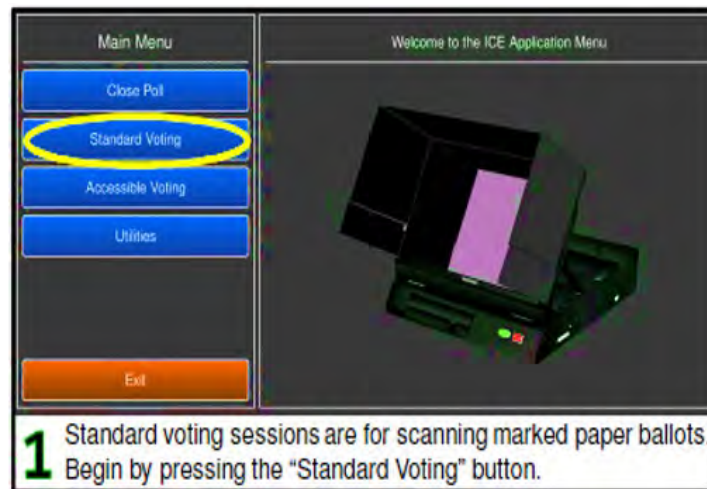 Main Menu
Welcome to the ICE Application Menu
Close Poll
Standard Voting
Accessible Voting
Utilities
Exit
1 Standard voting sessions are for scanning marked paper ballots.
Begin by pressing the “Standard Voting” button.